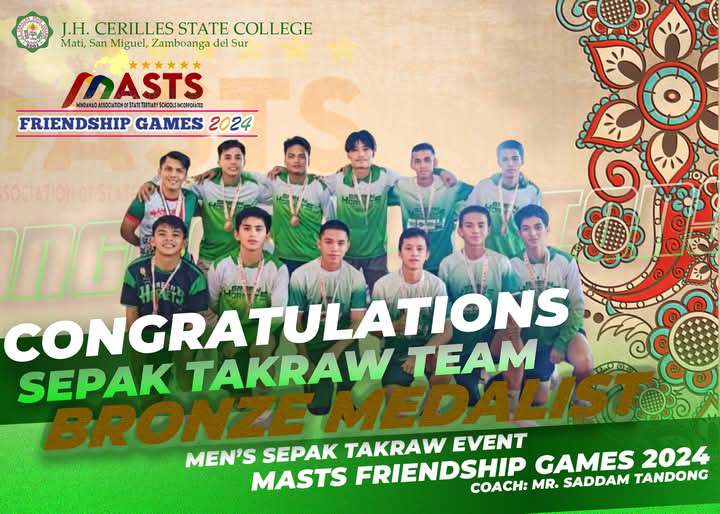 J.H. CERILLES STATE COLLEGE
Mati, San Miguel, Zamboanga del Sur
MASTS
MINDANAO ASSOCIATION OF STATE TERTIARY SCHOOLS INCORPORATED
FRIENDSHIP GAMES 2024
CONGRATULATIONS
SEPAK TAKRAW TEAM
BRONZE MEDALIST
MEN'S SEPAK TAKRAW EVENT
MASTS FRIENDSHIP GAMES 2024
COACH: MR. SADDAM TANDONG